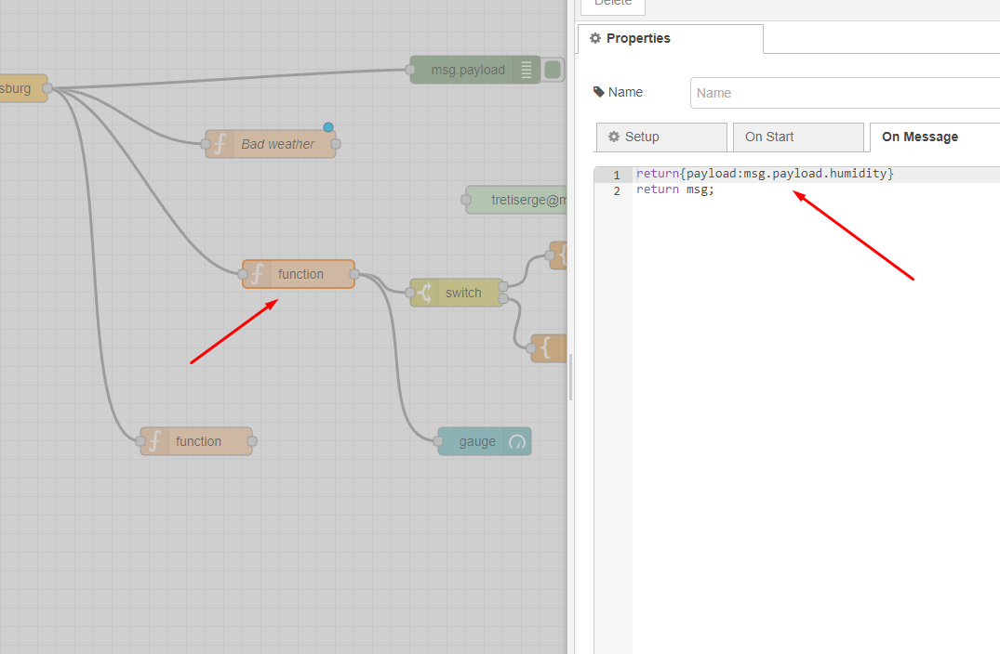 Delete
Properties
sburg
msg.payload
Name
Name
Bad weather
Setup
On Start
On Message
1
return{payload:msg.payload.humidity}
2
return msg;
tretiserge@m
function
switch
function
gauge